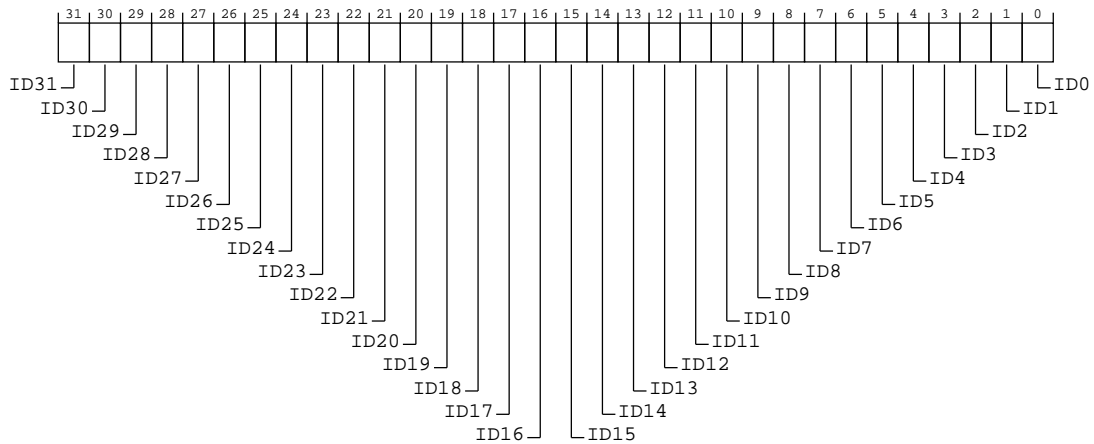 31 30 29 28 27 26 25 24 23 22 21 20 19 18 17 16 15 14 13 12 11 10 9 8 7 6 5 4 3 2 1 0
ID31 ID0
ID30 ID1
ID29 ID2
ID28 ID3
ID27 ID4
ID26 ID5
ID25 ID6
ID24 ID7
ID23 ID8
ID22 ID9
ID21 ID10
ID20 ID11
ID19 ID12
ID18 ID13
ID17 ID14
ID16 ID15